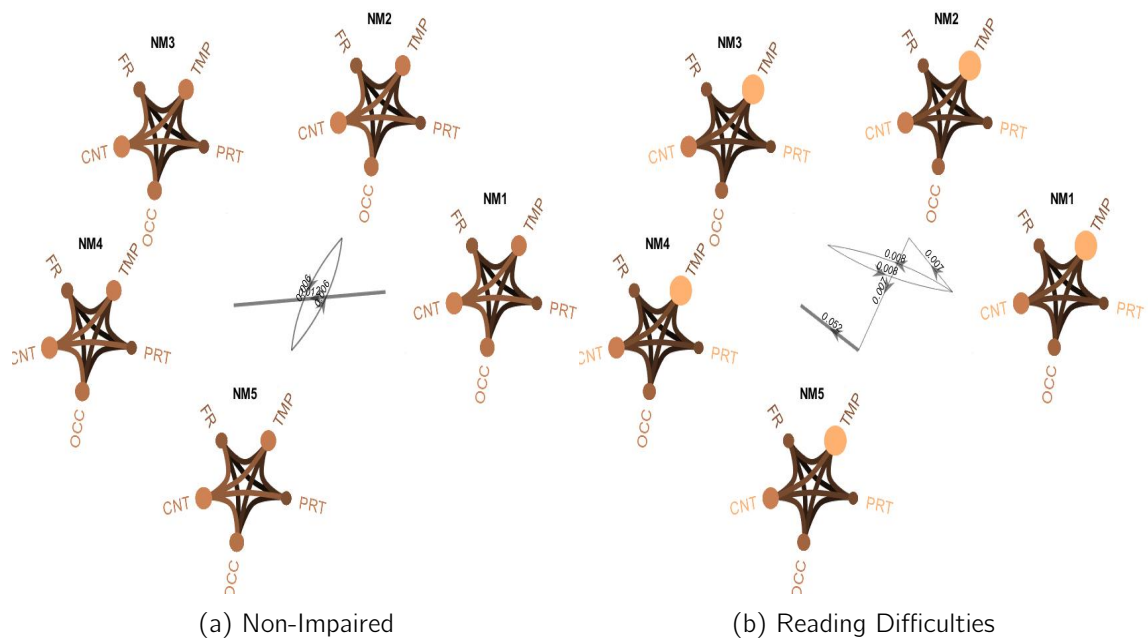 NM2
TMP
FR
CNT
PRT
OCC
NM3
TMP
FR
CNT
PRT
OCC
NM1
TMP
FR
CNT
PRT
OCC
NM4
TMP
FR
CNT
PRT
OCC
0.006
NM5
TMP
FR
CNT
PRT
OCC
(a) Non-Impaired
NM2
TMP
FR
CNT
PRT
OCC
NM3
TMP
FR
CNT
PRT
OCC
NM1
TMP
FR
CNT
PRT
OCC
NM4
TMP
FR
CNT
PRT
OCC
0.008
0.007
0.007
0.052
NM5
TMP
FR
CNT
PRT
OCC
(b) Reading Difficulties